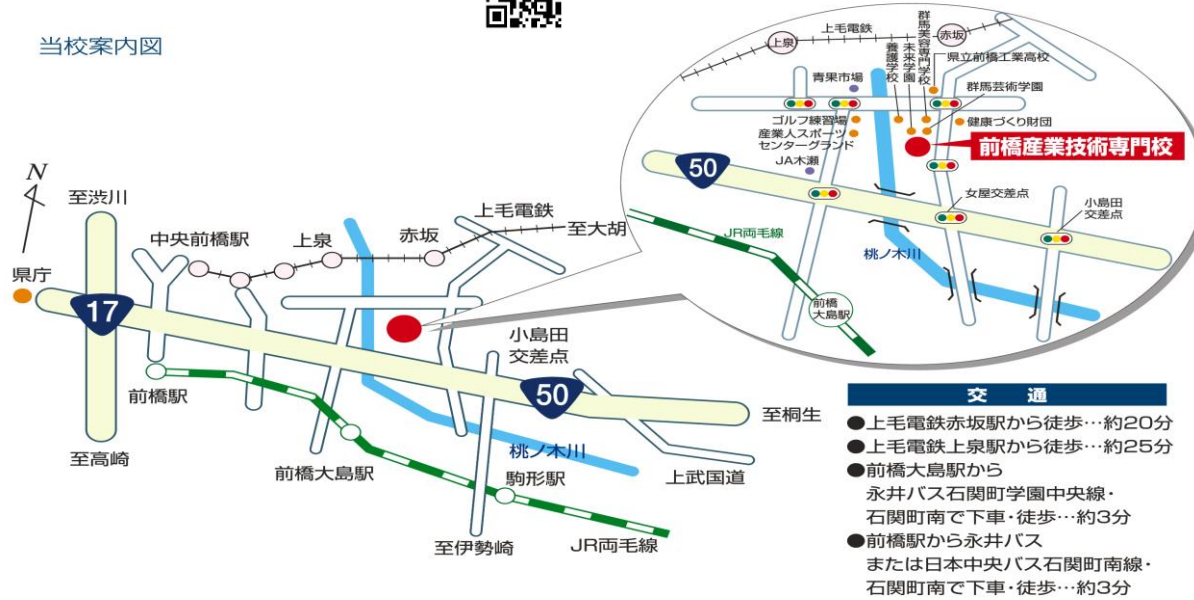 当校案内図
N
至渋川
県庁
17
中央前橋駅
上泉
赤坂
上毛電鉄
至大胡
小島田
交差点
50
至桐生
前橋駅
至高崎
前橋大島駅
桃ノ木川
駒形駅
上武国道
至伊勢崎
JR両毛線
上泉
上毛電鉄
赤坂
養護学校
未来学園
群馬美容専門学校
県立前橋工業高校
青果市場
群馬芸術学園
ゴルフ練習場
産業人スポーツ
センターグランド
健康づくり財団
前橋産業技術専門校
JA木瀬
50
女屋交差点
小島田
交差点
JR両毛線
桃ノ木川
前橋
大島駅
交通
●上毛電鉄赤坂駅から徒歩…約20分
●上毛電鉄上泉駅から徒歩…約25分
●前橋大島駅から
永井バス石関町学園中央線・
石関町南で下車・徒歩…約3分
●前橋駅から永井バス
または日本中央バス石関町南線・
石関町南で下車・徒歩…約3分